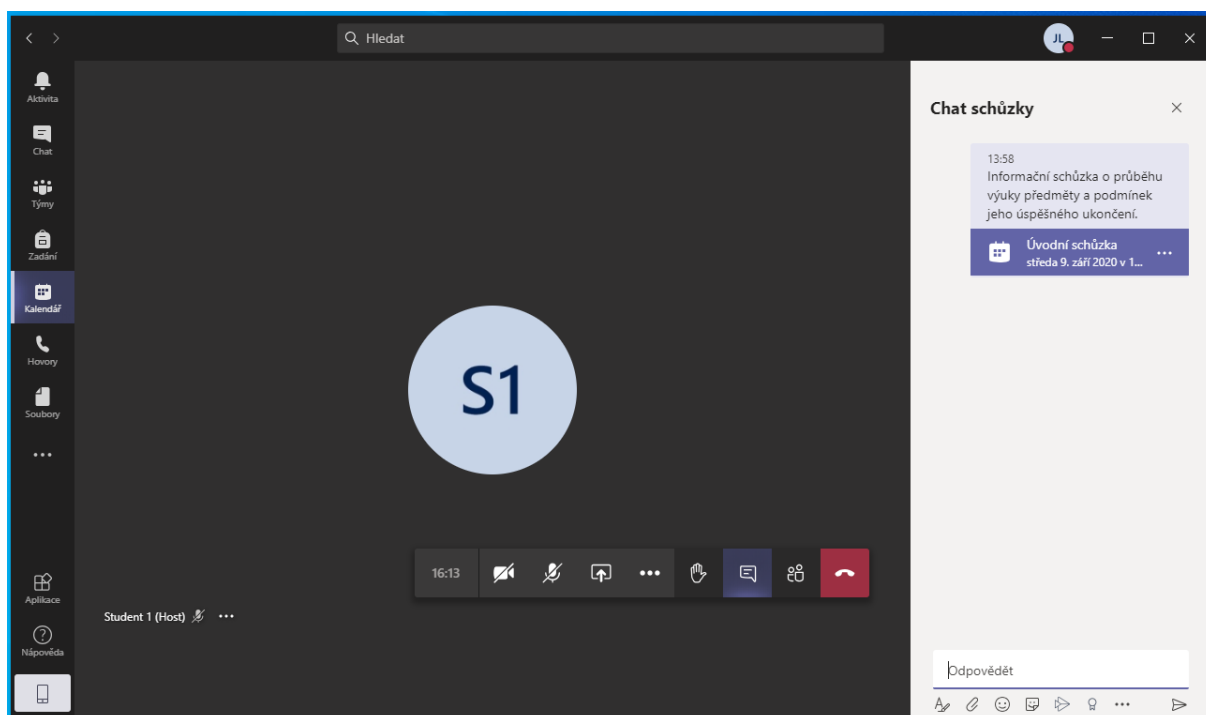 Hledat
JL
Aktivita
Chat
Týmy
Zadání
Kalendář
Hovory
Soubory
Aplikace
Nápověda
S1
16:13
Student 1 (Host)
Chat schůzky
13:58
Informační schůzka o průběhu
výuky předměty a podmínek
jeho úspěšného ukončení.
Úvodní schůzka
středa 9. září 2020 v 1...
Odpovědět